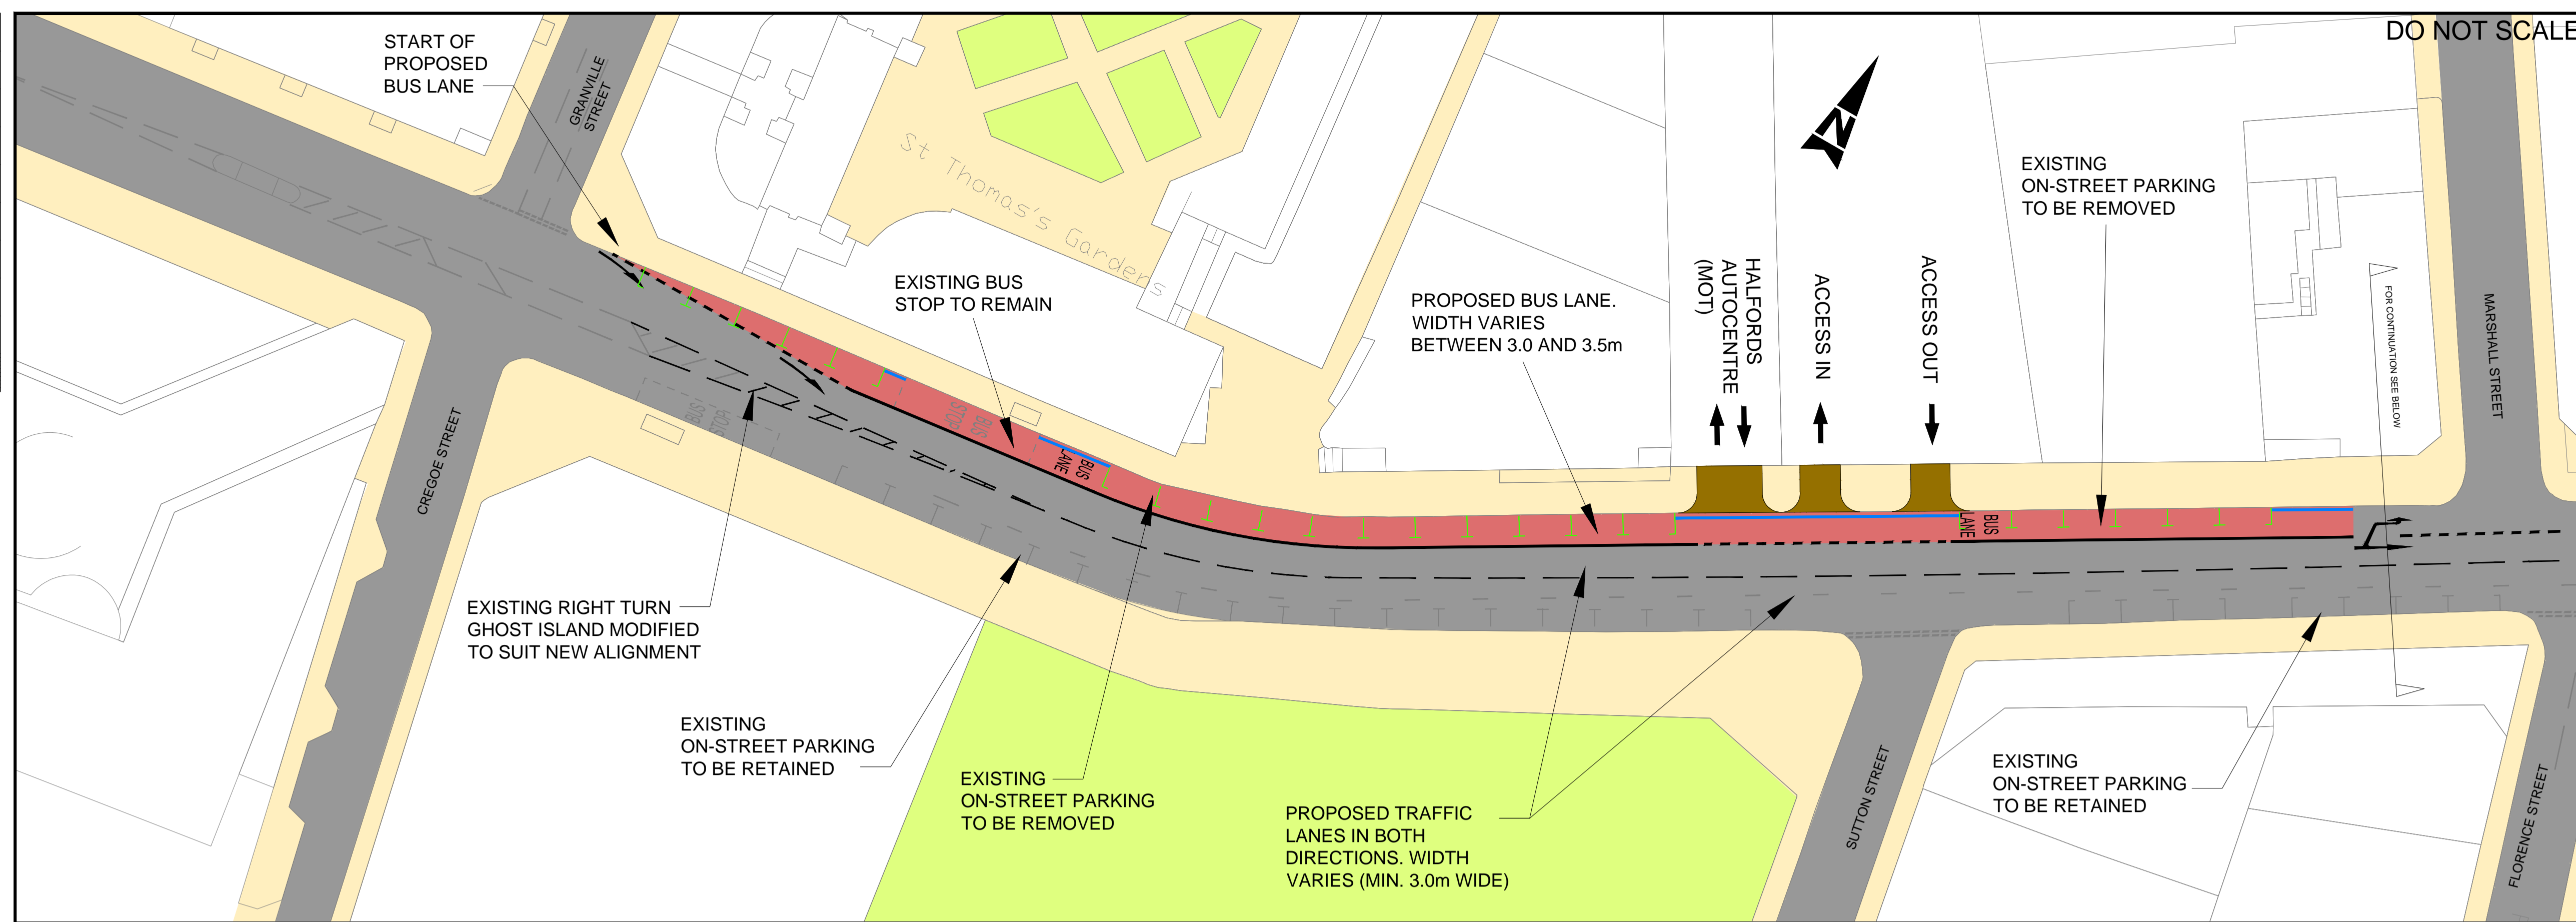 DO NOT SCALE
START OF
PROPOSED
BUS LANE
GRANVILLE
STREET
St Thomas's Gardens
N
EXISTING
ON-STREET PARKING
TO BE REMOVED
EXISTING BUS
STOP TO REMAIN
PROPOSED BUS LANE.
WIDTH VARIES
BETWEEN 3.0 AND 3.5m
HALFORDS
AUTOCENTRE
(MOT)
ACCESS IN
ACCESS OUT
FOR CONTINUATION SEE BELOW
MARSHALL STREET
BUS
STOP
BUS
STOP
BUS
LANE
BUS
LANE
CREGOE STREET
EXISTING RIGHT TURN
GHOST ISLAND MODIFIED
TO SUIT NEW ALIGNMENT
EXISTING
ON-STREET PARKING
TO BE RETAINED
EXISTING
ON-STREET PARKING
TO BE REMOVED
PROPOSED TRAFFIC
LANES IN BOTH
DIRECTIONS. WIDTH
VARIES (MIN. 3.0m WIDE)
SUTTON STREET
EXISTING
ON-STREET PARKING
TO BE RETAINED
FLORENCE STREET